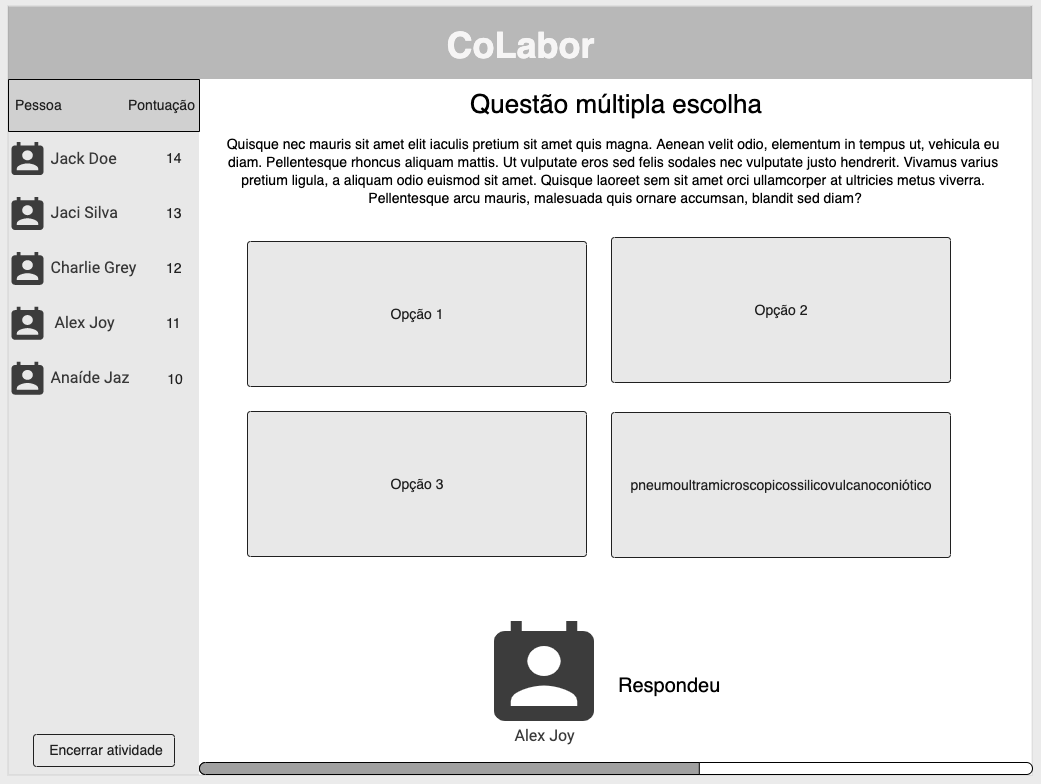 CoLabor
Pessoa Pontuação
Jack Doe 14
Jaci Silva 13
Charlie Grey 12
Alex Joy 11
Anaíde Jaz 10
Encerrar atividade
Questão múltipla escolha
Quisque nec mauris sit amet elit iaculis pretium sit amet quis magna. Aenean velit odio, elementum in tempus ut, vehicula eu
diam. Pellentesque rhoncus aliquam mattis. Ut vulputate eros sed felis sodales nec vulputate justo hendrerit. Vivamus varius
pretium ligula, a aliquam odio euismod sit amet. Quisque laoreet sem sit amet orci ullamcorper at ultricies metus viverra.
Pellentesque arcu mauris, malesuada quis ornare accumsan, blandit sed diam?
Opção 1
Opção 2
Opção 3
pneumoultramicroscopicossilicovulcanoconiótico
Respondeu
Alex Joy